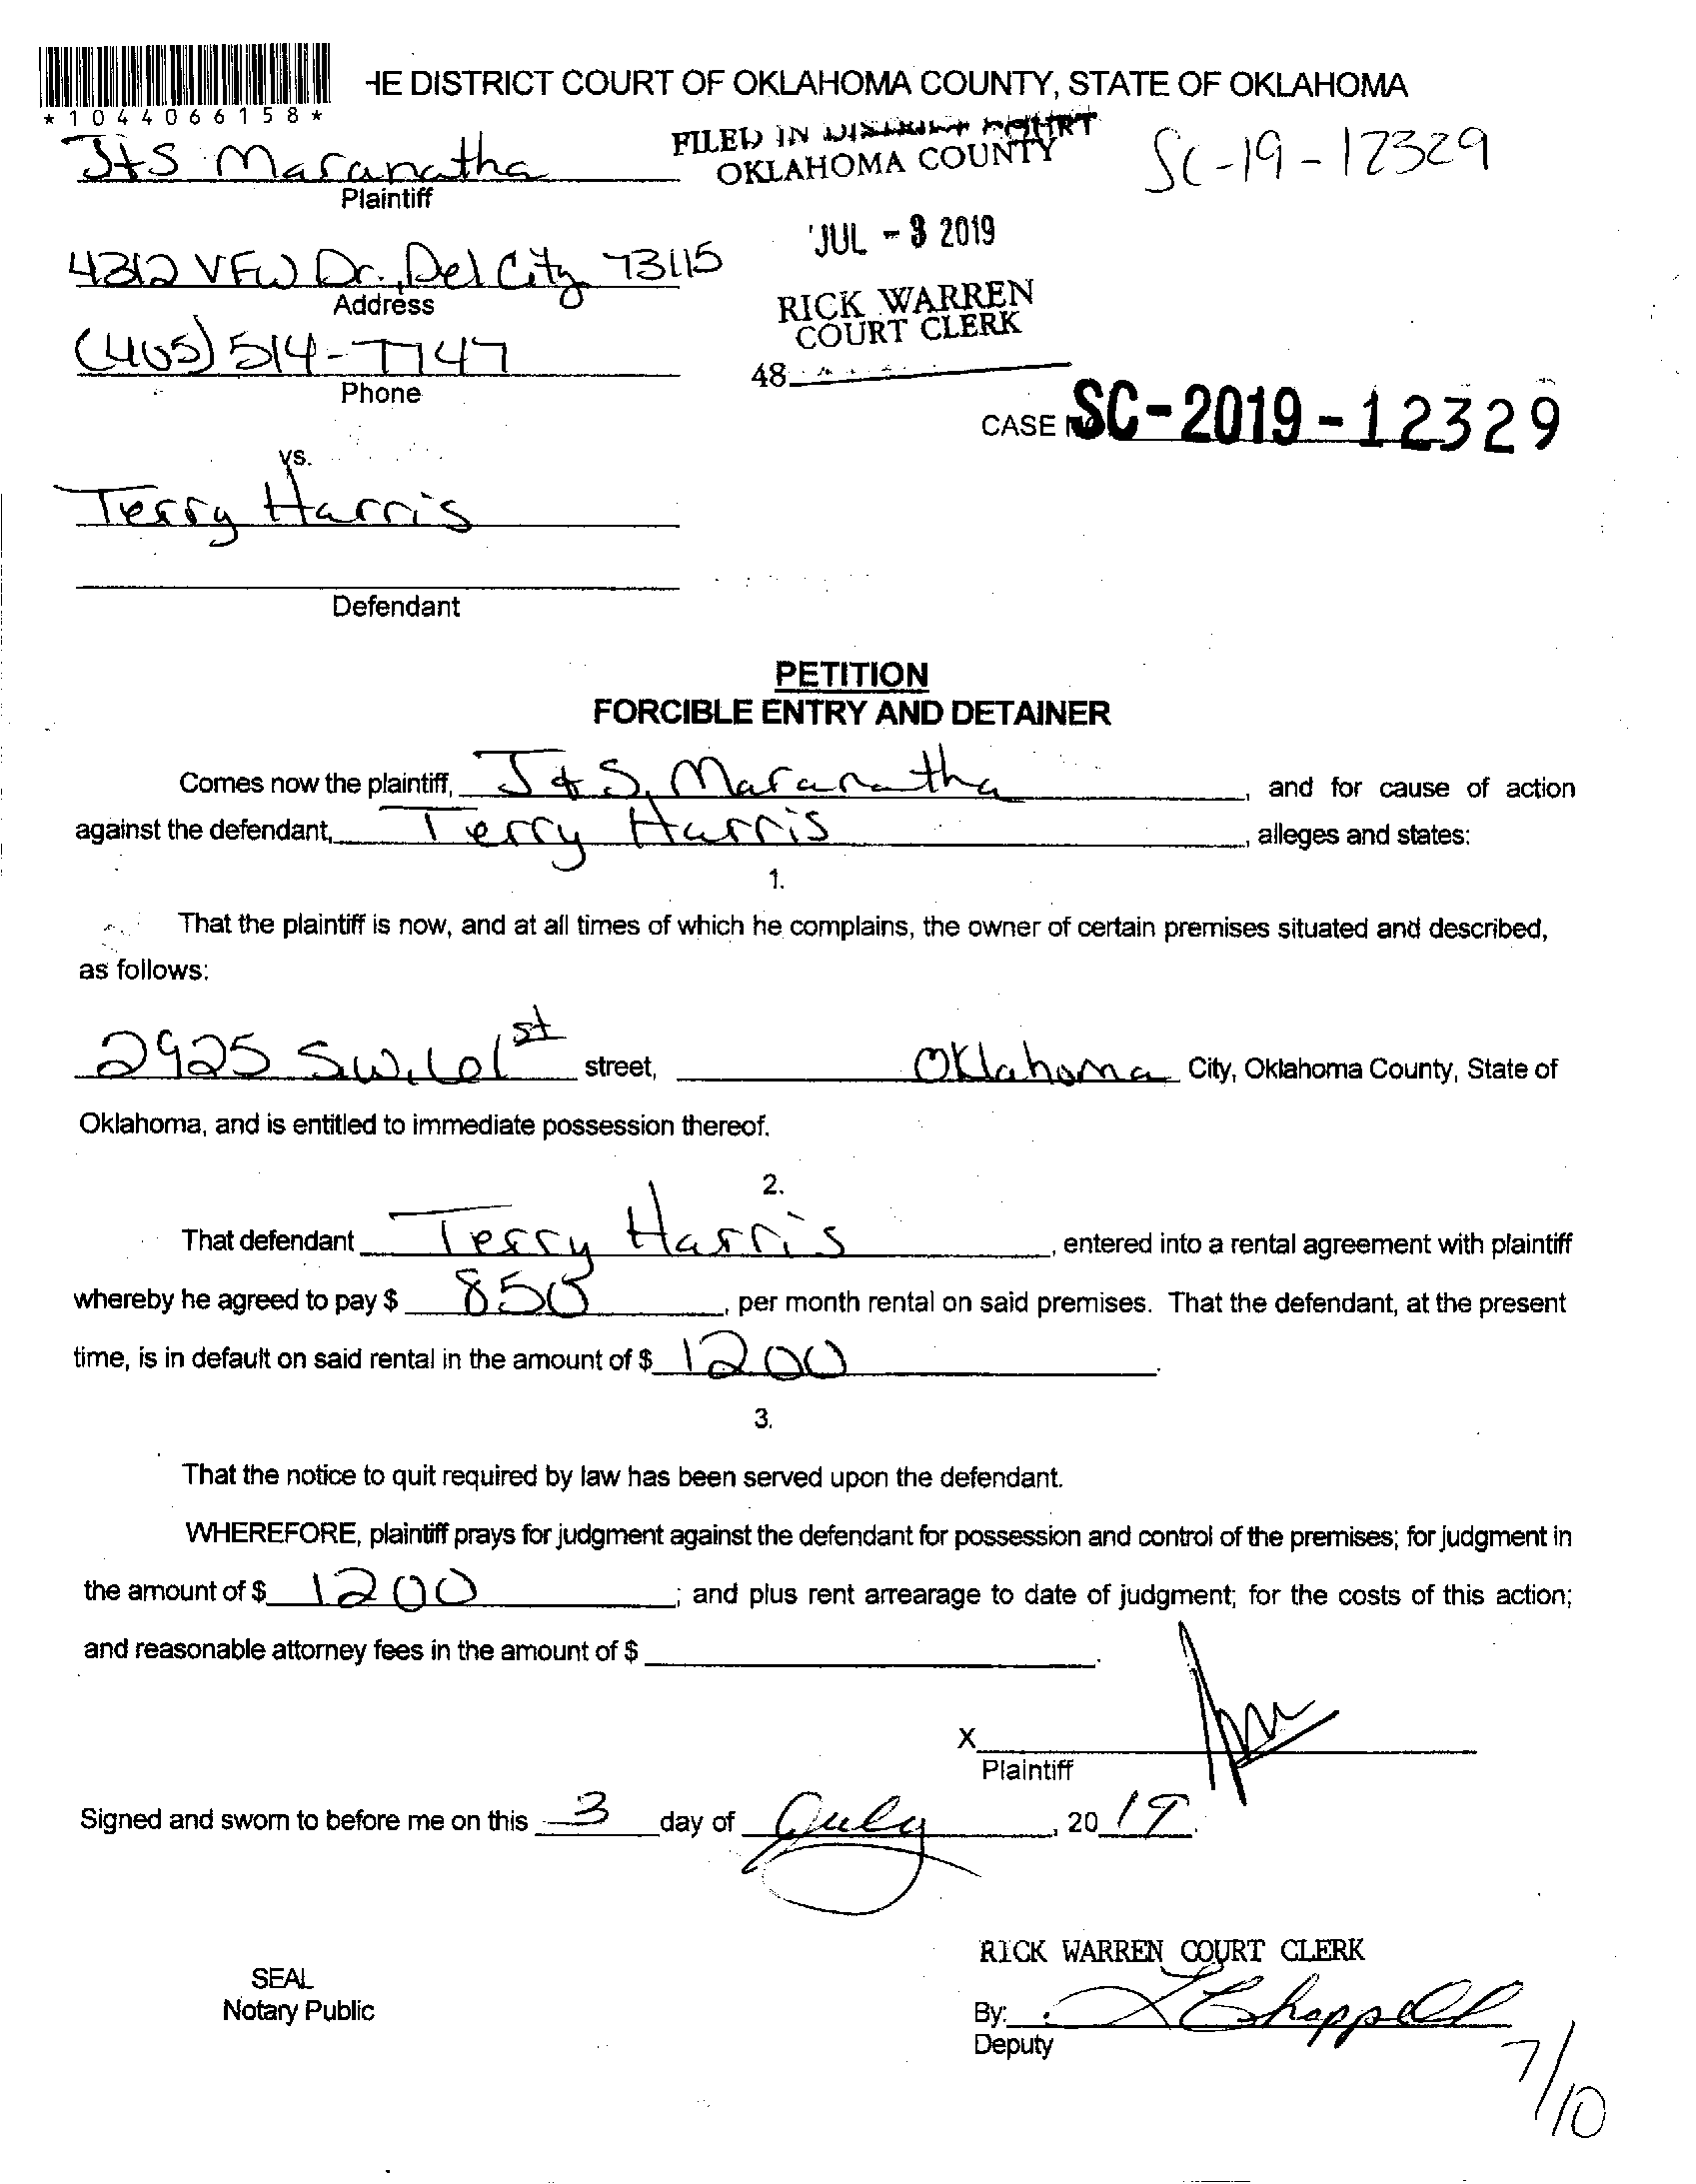 *1044066158*
HE DISTRICT COURT OF OKLAHOMA COUNTY, STATE OF OKLAHOMA
FILED IN DISTRICT COURT
OKLAHOMA COUNTY
SC-19-12329
J+S Maranatha
Plaintiff
JUL - 3 2019
4312 VFW Dr., Del City 73115
Address
RICK WARREN
COURT CLERK
(405) 514-7747
Phone
48
CASE NO SC-2019-12329
vs.
Terry Harris
Defendant
PETITION
FORCIBLE ENTRY AND DETAINER
Comes now the plaintiff, J & S Maranatha, and for cause of action
against the defendant, Terry Harris, alleges and states:
1.
That the plaintiff is now, and at all times of which he complains, the owner of certain premises situated and described,
as follows:
2925 S.W. 61st street, Oklahoma City, Oklahoma County, State of
Oklahoma, and is entitled to immediate possession thereof.
2.
That defendant Terry Harris, entered into a rental agreement with plaintiff
whereby he agreed to pay $ 850, per month rental on said premises. That the defendant, at the present
time, is in default on said rental in the amount of $ 1200.
3.
That the notice to quit required by law has been served upon the defendant.
WHEREFORE, plaintiff prays for judgment against the defendant for possession and control of the premises; for judgment in
the amount of $ 1200; and plus rent arrearage to date of judgment; for the costs of this action;
and reasonable attorney fees in the amount of $
X
Plaintiff
Signed and sworn to before me on this 3 day of July, 2019.
RICK WARREN COURT CLERK
SEAL
Notary Public
By: L Chappell
Deputy
7/10